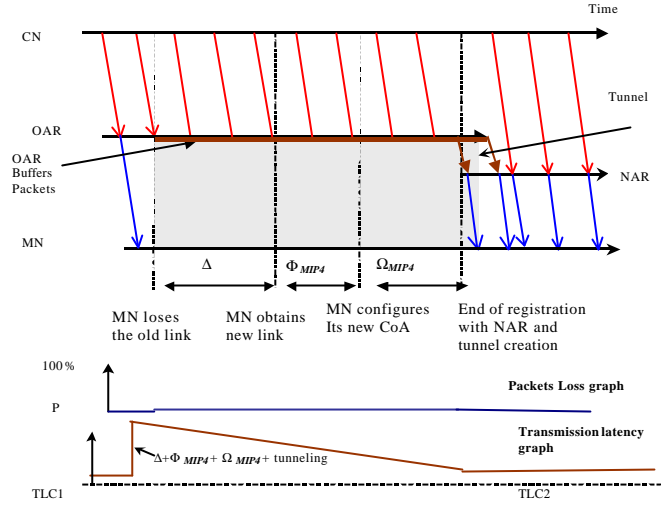 CN
Time
Tunnel
OAR
OAR
Buffers
Packets
NAR
MN
Δ
Φ MIP4
Ω MIP4
MN loses
the old link
MN obtains
new link
MN configures
Its new CoA
End of registration
with NAR and
tunnel creation
100%
P
Packets Loss graph
Transmission latency
graph
Δ+Φ MIP4 + Ω MIP4 + tunneling
TLC1
TLC2